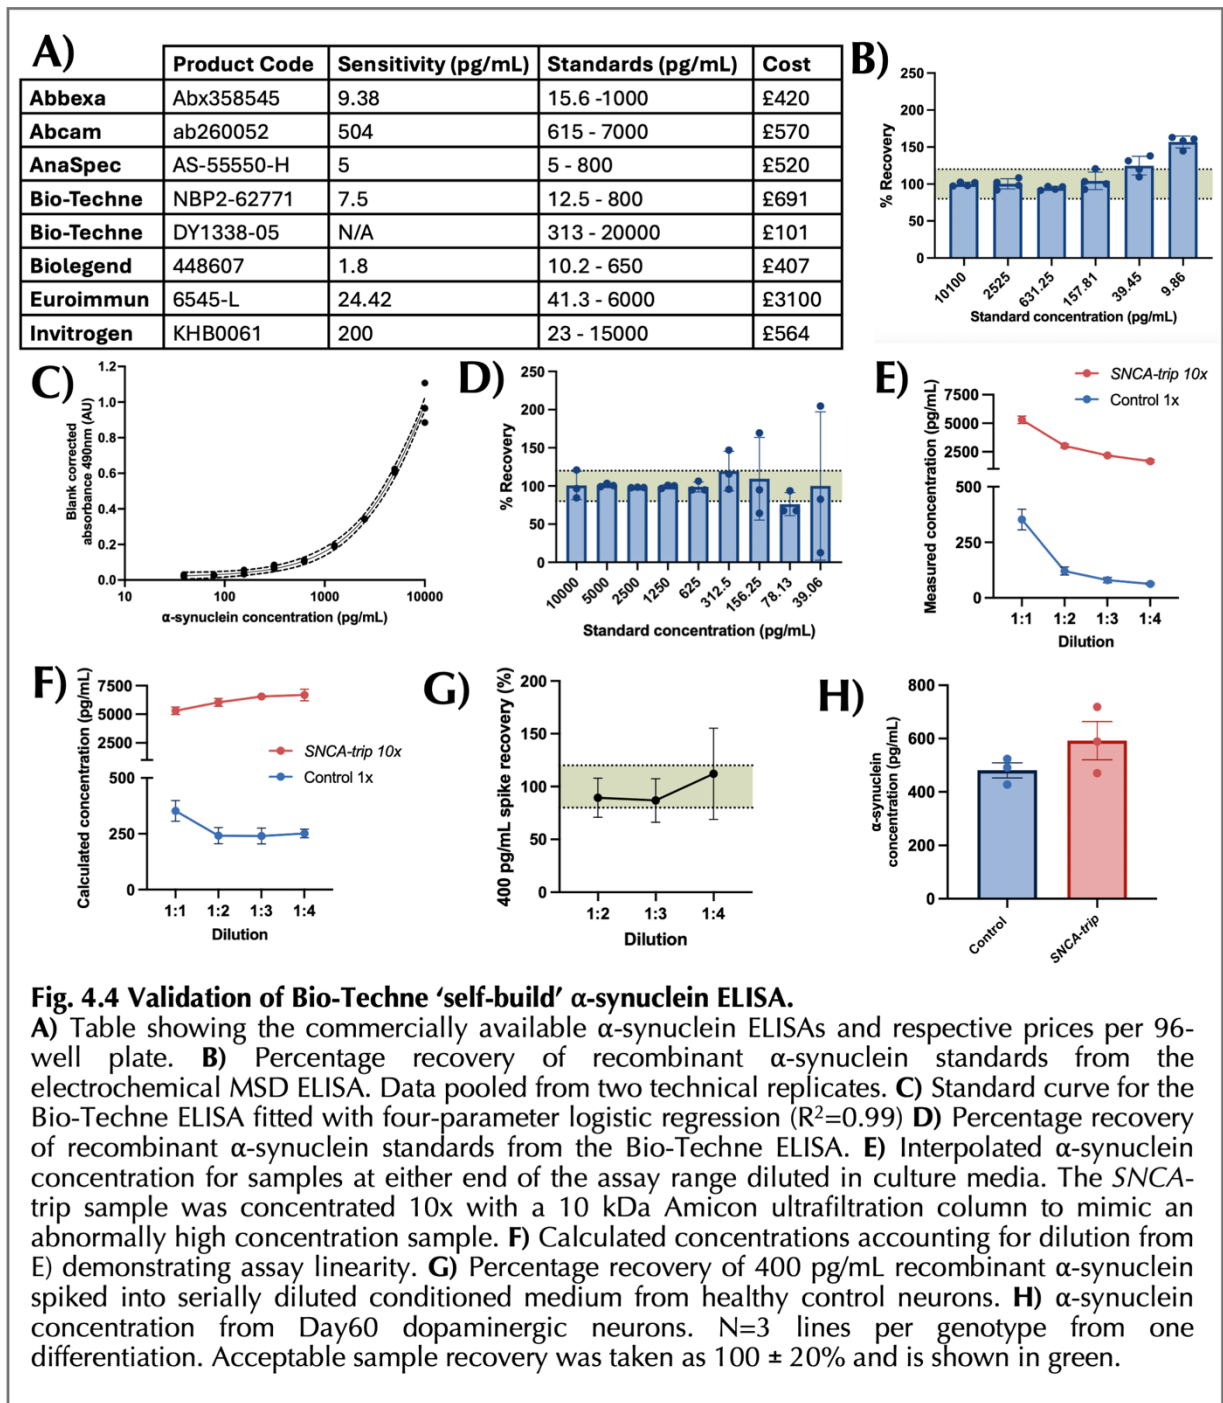 A)
Product Code Sensitivity (pg/mL) Standards (pg/mL) Cost
Abbexa Abx358545 9.38 15.6 -1000 £420
Abcam ab260052 504 615 - 7000 £570
AnaSpec AS-55550-H 5 5 - 800 £520
Bio-Techne NBP2-62771 7.5 12.5 - 800 £691
Bio-Techne DY1338-05 N/A 313 - 20000 £101
Biolegend 448607 1.8 10.2 - 650 £407
Euroimmun 6545-L 24.42 41.3 - 6000 £3100
Invitrogen KHB0061 200 23 - 15000 £564
B)
% Recovery
250
200
150
100
50
0
10100 2525 631.25 157.81 39.45 9.86
Standard concentration (pg/mL)
C)
Blank corrected
absorbance 490nm (AU)
1.2
1.0
0.8
0.6
0.4
0.2
0.0
10 100 1000 10000
α-synuclein concentration (pg/mL)
D)
% Recovery
250
200
150
100
50
0
10000 5000 2500 1250 625 312.5 156.25 78.13 39.06
Standard concentration (pg/mL)
E)
SNCA-trip 10x
Control 1x
Measured concentration (pg/mL)
7500
5000
2500
500
250
0
1:1 1:2 1:3 1:4
Dilution
F)
Calculated concentration (pg/mL)
7500
5000
2500
500
250
0
SNCA-trip 10x
Control 1x
1:1 1:2 1:3 1:4
Dilution
G)
400 pg/mL spike recovery (%)
200
150
100
50
0
1:2 1:3 1:4
Dilution
H)
α-synuclein
concentration (pg/mL)
800
600
400
200
0
Control SNCA-trip
Fig. 4.4 Validation of Bio-Techne ‘self-build’ α-synuclein ELISA.
A) Table showing the commercially available α-synuclein ELISAs and respective prices per 96-
well plate. B) Percentage recovery of recombinant α-synuclein standards from the
electrochemical MSD ELISA. Data pooled from two technical replicates. C) Standard curve for the
Bio-Techne ELISA fitted with four-parameter logistic regression (R²=0.99) D) Percentage recovery
of recombinant α-synuclein standards from the Bio-Techne ELISA. E) Interpolated α-synuclein
concentration for samples at either end of the assay range diluted in culture media. The SNCA-
trip sample was concentrated 10x with a 10 kDa Amicon ultrafiltration column to mimic an
abnormally high concentration sample. F) Calculated concentrations accounting for dilution from
E) demonstrating assay linearity. G) Percentage recovery of 400 pg/mL recombinant α-synuclein
spiked into serially diluted conditioned medium from healthy control neurons. H) α-synuclein
concentration from Day60 dopaminergic neurons. N=3 lines per genotype from one
differentiation. Acceptable sample recovery was taken as 100 ± 20% and is shown in green.